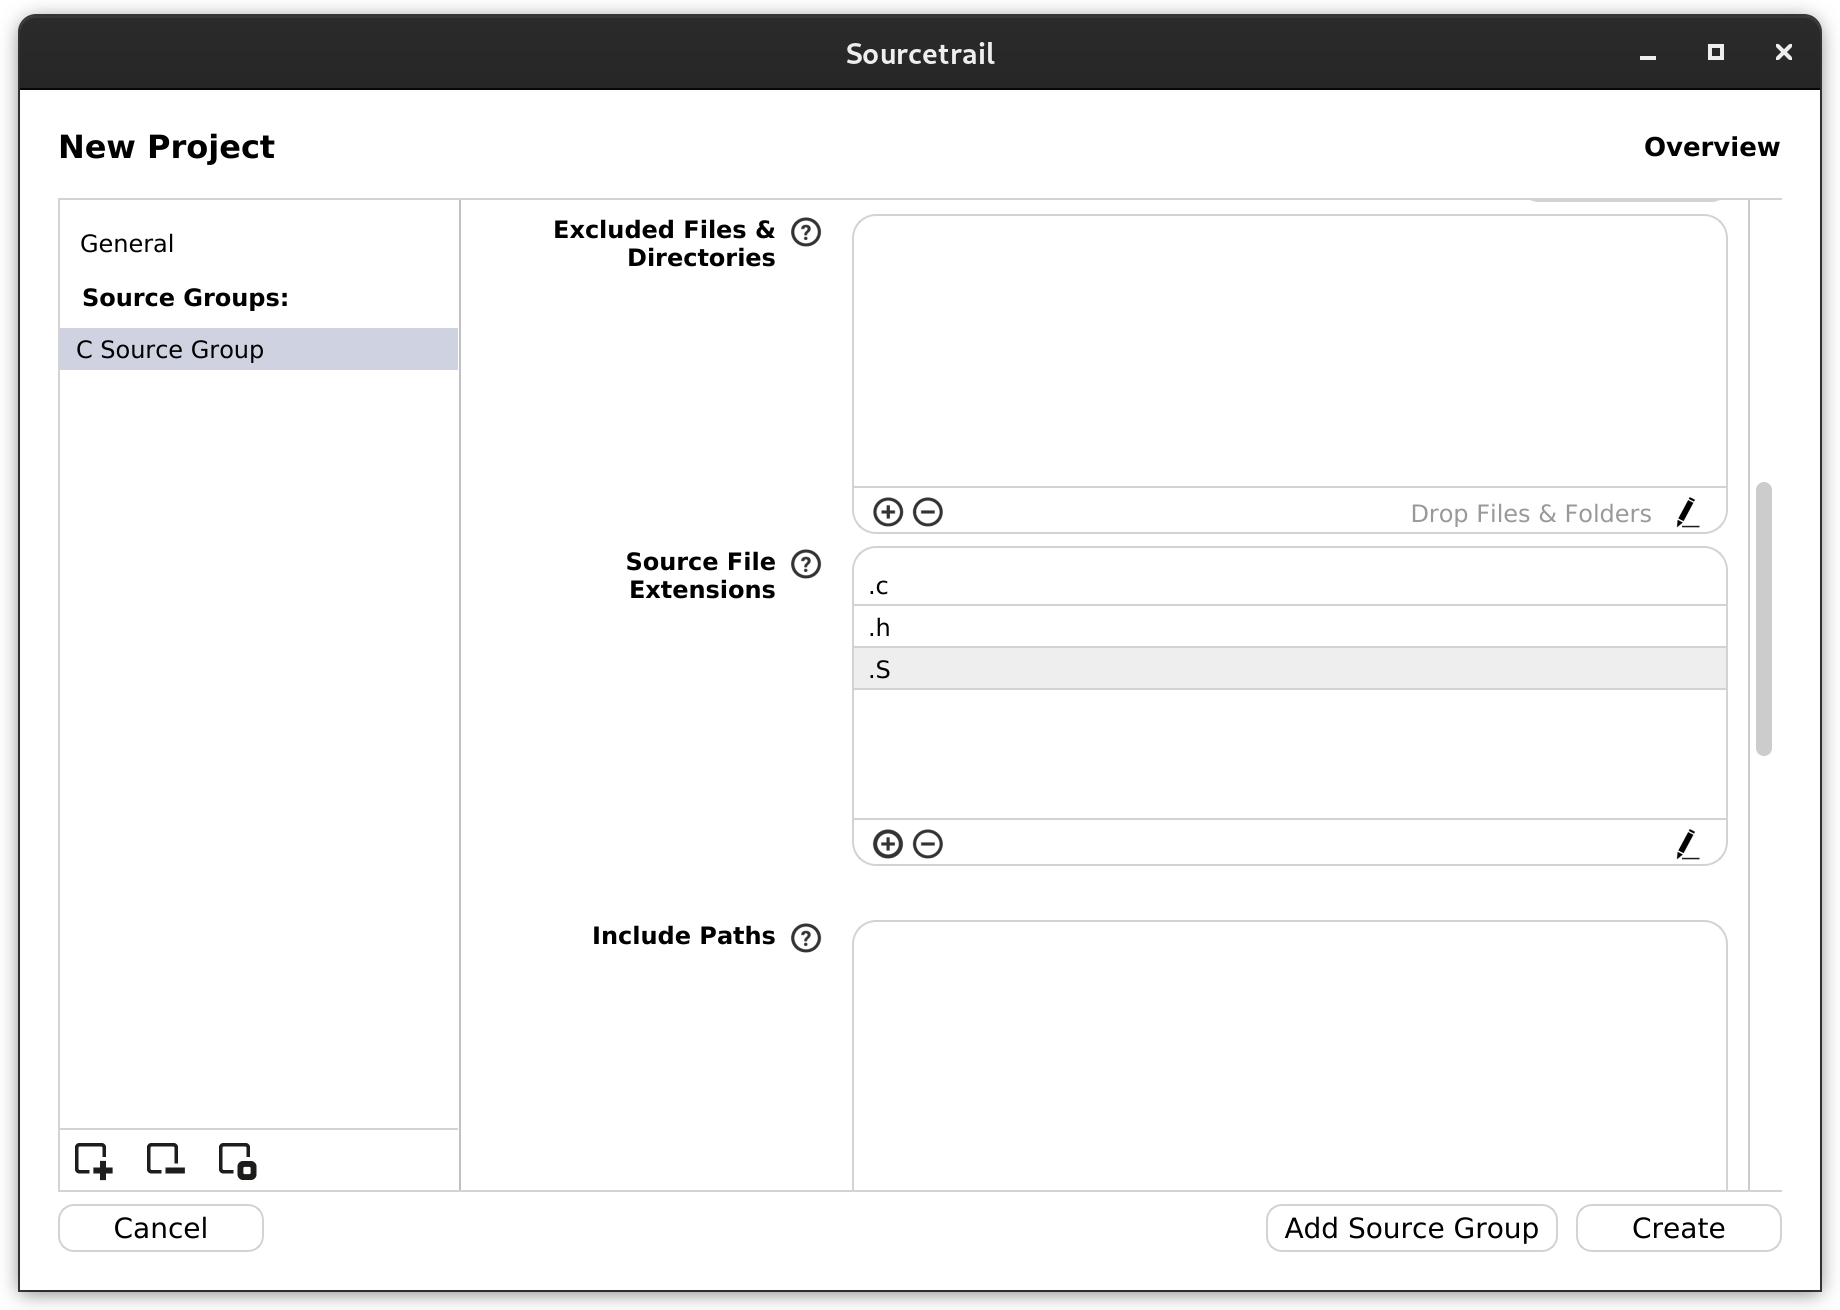 Sourcetrail
New Project
Overview
General
Source Groups:
C Source Group
Excluded Files &
Directories
Drop Files & Folders
Source File
Extensions
.c
.h
.S
Include Paths
Cancel
Add Source Group
Create